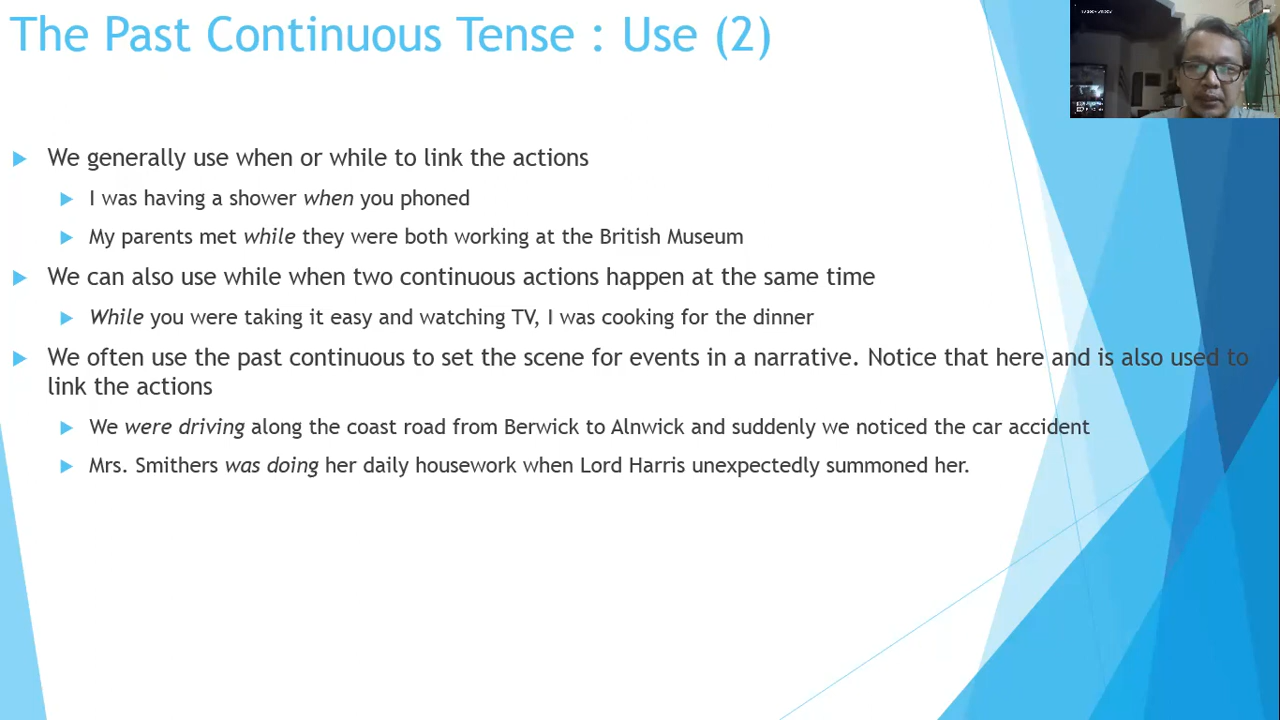 The Past Continuous Tense : Use (2)
We generally use when or while to link the actions
I was having a shower when you phoned
My parents met while they were both working at the British Museum
We can also use while when two continuous actions happen at the same time
While you were taking it easy and watching TV, I was cooking for the dinner
We often use the past continuous to set the scene for events in a narrative. Notice that here and is also used to
link the actions
We were driving along the coast road from Berwick to Alnwick and suddenly we noticed the car accident
Mrs. Smithers was doing her daily housework when Lord Harris unexpectedly summoned her.